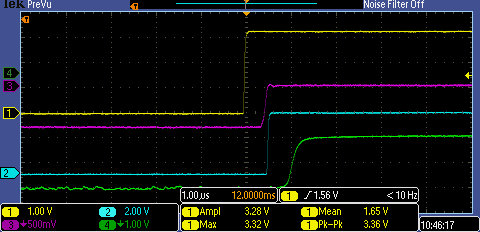 Tek PreVu Noise Filter Off
4
3
1
2
1.00μs 12.0000ms 1 1.56 V < 10 Hz
1 1.00 V 2 2.00 V 1 Ampl 3.28 V 1 Mean 1.65 V
3 500mV 4 1.00 V 1 Max 3.32 V 1 Pk-Pk 3.36 V 10:46:17